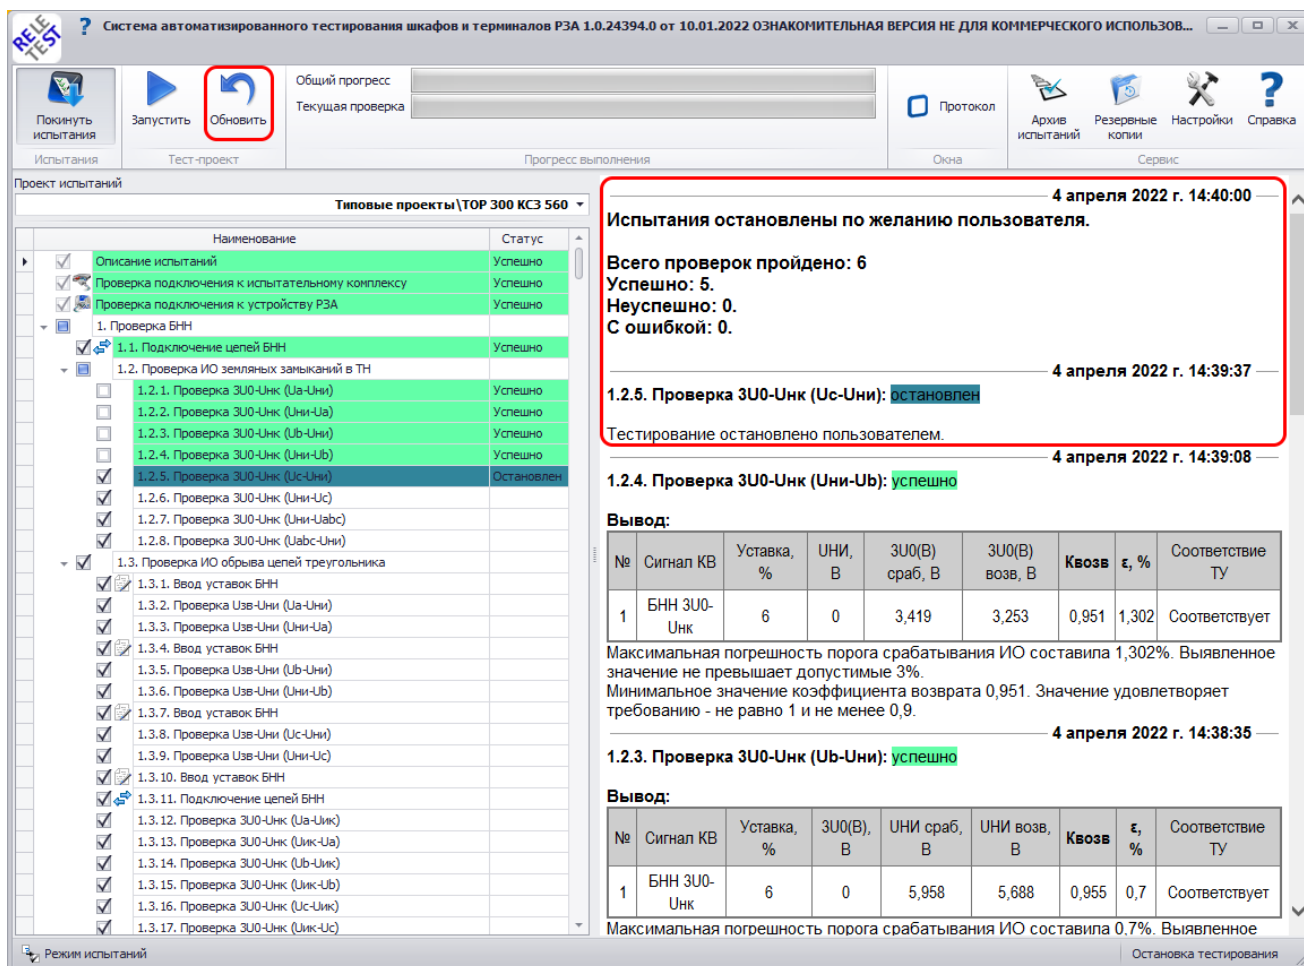 RELE TEST
? Система автоматизированного тестирования шкафов и терминалов РЗА 1.0.24394.0 от 10.01.2022 ОЗНАКОМИТЕЛЬНАЯ ВЕРСИЯ НЕ ДЛЯ КОММЕРЧЕСКОГО ИСПОЛЬЗОВ...
Покинуть испытания
Запустить
Обновить
Общий прогресс
Текущая проверка
Протокол
Архив испытаний
Резервные копии
Настройки
Справка
Испытания
Тест-проект
Прогресс выполнения
Окна
Сервис
Проект испытаний
Типовые проекты\ТОР 300 КСЗ 560
Наименование Статус
Описание испытаний Успешно
Проверка подключения к испытательному комплексу Успешно
Проверка подключения к устройству РЗА Успешно
1. Проверка БНН
1.1. Подключение цепей БНН Успешно
1.2. Проверка ИО земляных замыканий в ТН
1.2.1. Проверка 3U0-Uнк (Ua-Uни) Успешно
1.2.2. Проверка 3U0-Uнк (Uни-Ua) Успешно
1.2.3. Проверка 3U0-Uнк (Ub-Uни) Успешно
1.2.4. Проверка 3U0-Uнк (Uни-Ub) Успешно
1.2.5. Проверка 3U0-Uнк (Uc-Uни) Остановлен
1.2.6. Проверка 3U0-Uнк (Uни-Uc)
1.2.7. Проверка 3U0-Uнк (Uни-Uabc)
1.2.8. Проверка 3U0-Uнк (Uabc-Uни)
1.3. Проверка ИО обрыва цепей треугольника
1.3.1. Ввод уставок БНН
1.3.2. Проверка Uзв-Uни (Ua-Uни)
1.3.3. Проверка Uзв-Uни (Uни-Ua)
1.3.4. Ввод уставок БНН
1.3.5. Проверка Uзв-Uни (Ub-Uни)
1.3.6. Проверка Uзв-Uни (Uни-Ub)
1.3.7. Ввод уставок БНН
1.3.8. Проверка Uзв-Uни (Uc-Uни)
1.3.9. Проверка Uзв-Uни (Uни-Uc)
1.3.10. Ввод уставок БНН
1.3.11. Подключение цепей БНН
1.3.12. Проверка 3U0-Uнк (Ua-Uик)
1.3.13. Проверка 3U0-Uнк (Uик-Ua)
1.3.14. Проверка 3U0-Uнк (Ub-Uик)
1.3.15. Проверка 3U0-Uнк (Uик-Ub)
1.3.16. Проверка 3U0-Uнк (Uc-Uик)
1.3.17. Проверка 3U0-Uнк (Uик-Uc)
4 апреля 2022 г. 14:40:00
Испытания остановлены по желанию пользователя.
Всего проверок пройдено: 6
Успешно: 5.
Неуспешно: 0.
С ошибкой: 0.
4 апреля 2022 г. 14:39:37
1.2.5. Проверка 3U0-Uнк (Uc-Uни): остановлен
Тестирование остановлено пользователем.
4 апреля 2022 г. 14:39:08
1.2.4. Проверка 3U0-Uнк (Uни-Ub): успешно
Вывод:
№ Сигнал КВ Уставка, % UНИ, В 3U0(В) сраб, В 3U0(В) возв, В Kвозв ε, % Соответствие ТУ
1 БНН 3U0-Uнк 6 0 3,419 3,253 0,951 1,302 Соответствует
Максимальная погрешность порога срабатывания ИО составила 1,302%. Выявленное
значение не превышает допустимые 3%.
Минимальное значение коэффициента возврата 0,951. Значение удовлетворяет
требованию - не равно 1 и не менее 0,9.
4 апреля 2022 г. 14:38:35
1.2.3. Проверка 3U0-Uнк (Ub-Uни): успешно
Вывод:
№ Сигнал КВ Уставка, % 3U0(В), В UНИ сраб, В UНИ возв, В Kвозв ε, % Соответствие ТУ
1 БНН 3U0-Uнк 6 0 5,958 5,688 0,955 0,7 Соответствует
Максимальная погрешность порога срабатывания ИО составила 0,7%. Выявленное
Режим испытаний
Остановка тестирования